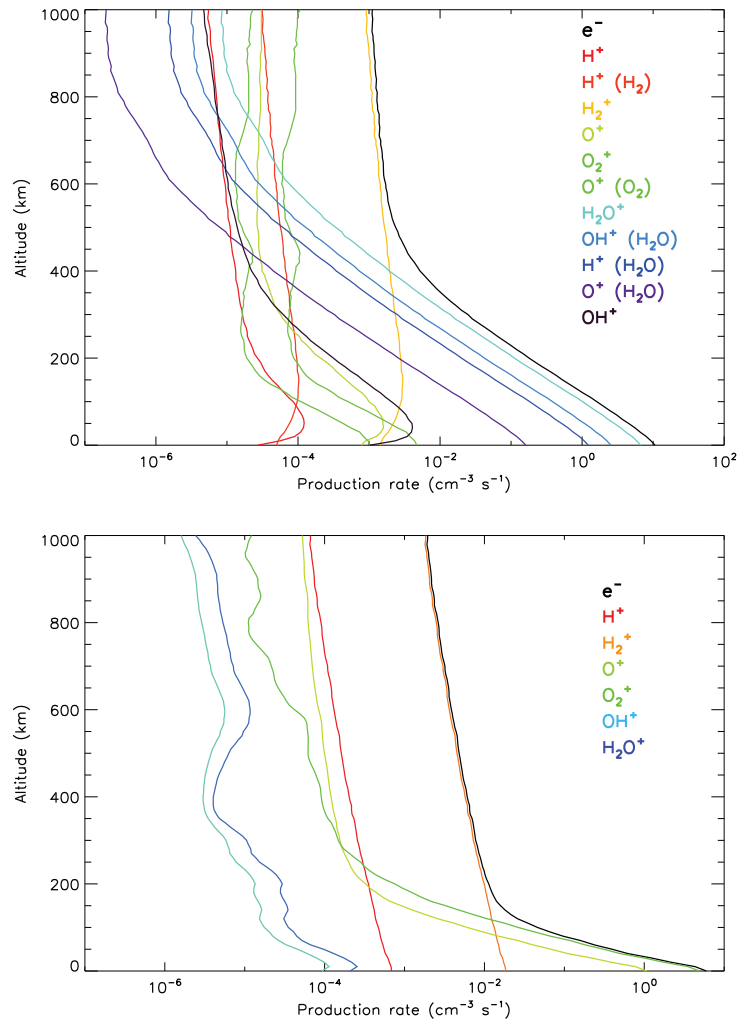 1000
800
600
400
200
0
Altitude (km)
e⁻
H⁺
H⁺ (H₂)
H₂⁺
O⁺
O₂⁺
O⁺ (O₂)
H₂O⁺
OH⁺ (H₂O)
H⁺ (H₂O)
O⁺ (H₂O)
OH⁺
10⁻⁶ 10⁻⁴ 10⁻² 10⁰ 10²
Production rate (cm⁻³ s⁻¹)
1000
800
600
400
200
0
Altitude (km)
e⁻
H⁺
H₂⁺
O⁺
O₂⁺
OH⁺
H₂O⁺
10⁻⁶ 10⁻⁴ 10⁻² 10⁰
Production rate (cm⁻³ s⁻¹)